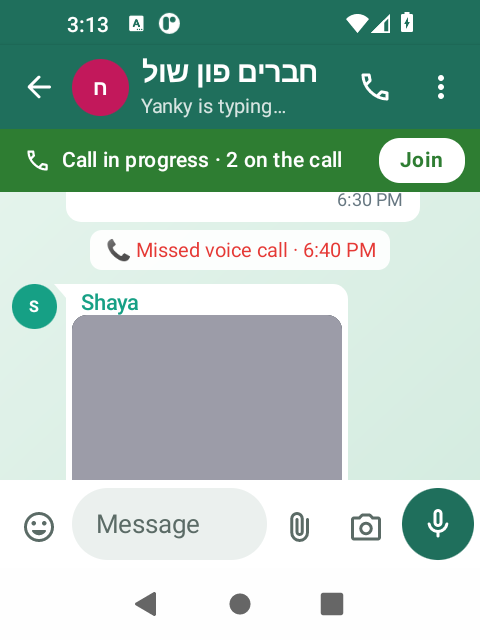 3:13
A
חברים פון שול
ח
Yanky is typing...
Call in progress · 2 on the call
Join
6:30 PM
Missed voice call · 6:40 PM
S
Shaya
Message